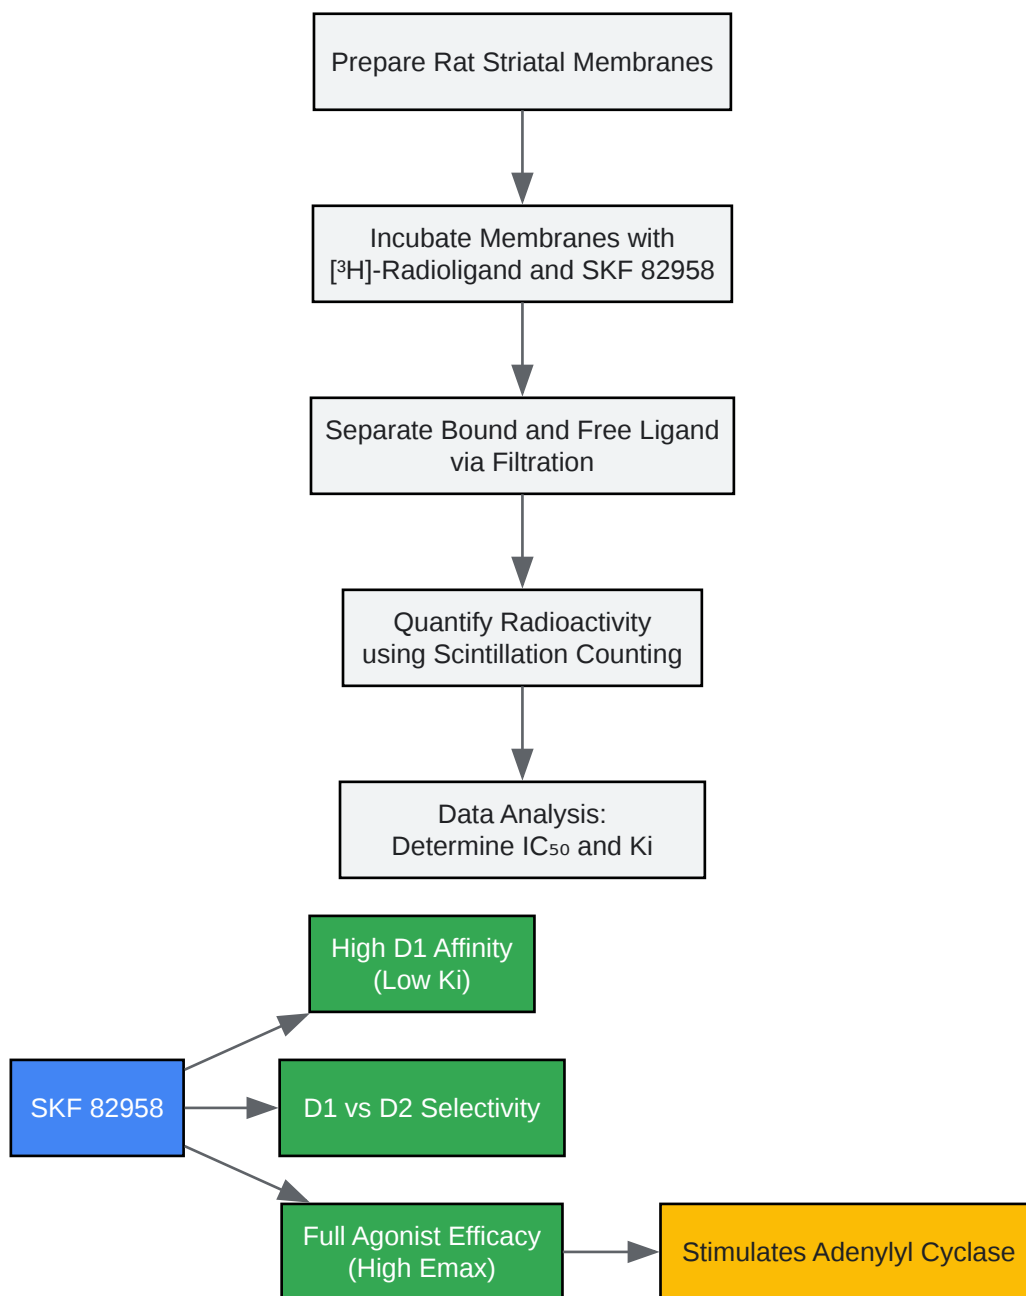 Prepare Rat Striatal Membranes
Incubate Membranes with
[³H]-Radioligand and SKF 82958
Separate Bound and Free Ligand
via Filtration
Quantify Radioactivity
using Scintillation Counting
Data Analysis:
Determine IC₅₀ and Ki
High D1 Affinity
(Low Ki)
SKF 82958
D1 vs D2 Selectivity
Full Agonist Efficacy
(High Emax)
Stimulates Adenylyl Cyclase